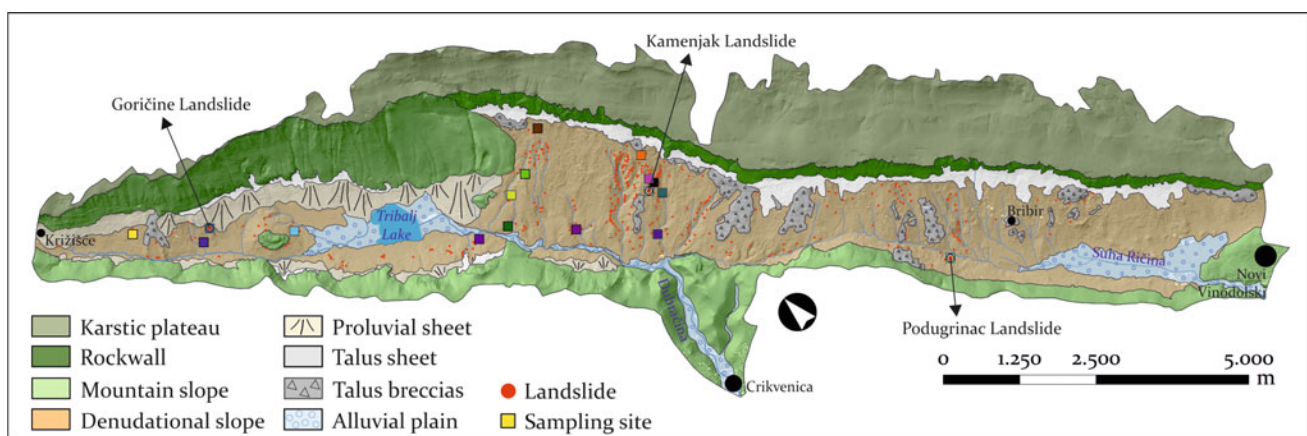 Kamenjak Landslide
Goričine Landslide
Tribalj
Lake
Križišće
Bribir
Suha Ričina
Novi
Vinodolski
Dubračina
Podugrinac Landslide
Crikvenica
Karstic plateau
Rockwall
Mountain slope
Denudational slope
Proluvial sheet
Talus sheet
Talus breccias
Alluvial plain
Landslide
Sampling site
0 1.250 2.500 5.000
m